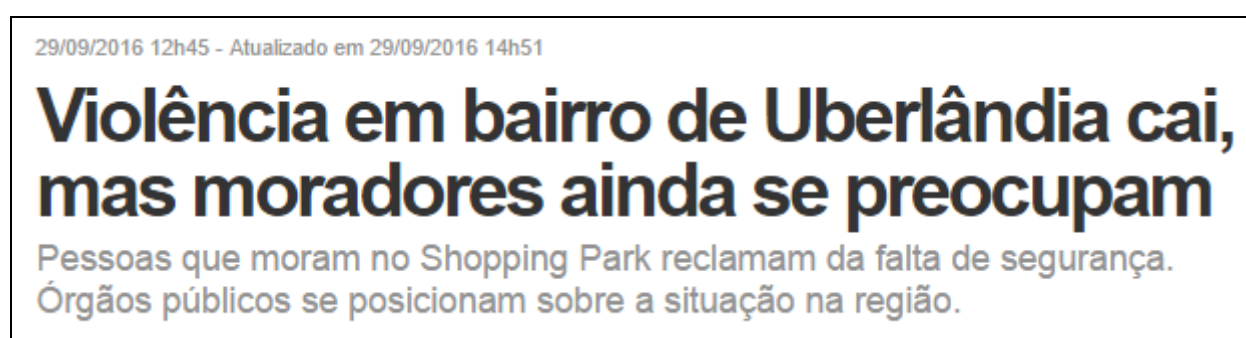 29/09/2016 12h45 - Atualizado em 29/09/2016 14h51
Violência em bairro de Uberlândia cai,
mas moradores ainda se preocupam
Pessoas que moram no Shopping Park reclamam da falta de segurança.
Órgãos públicos se posicionam sobre a situação na região.